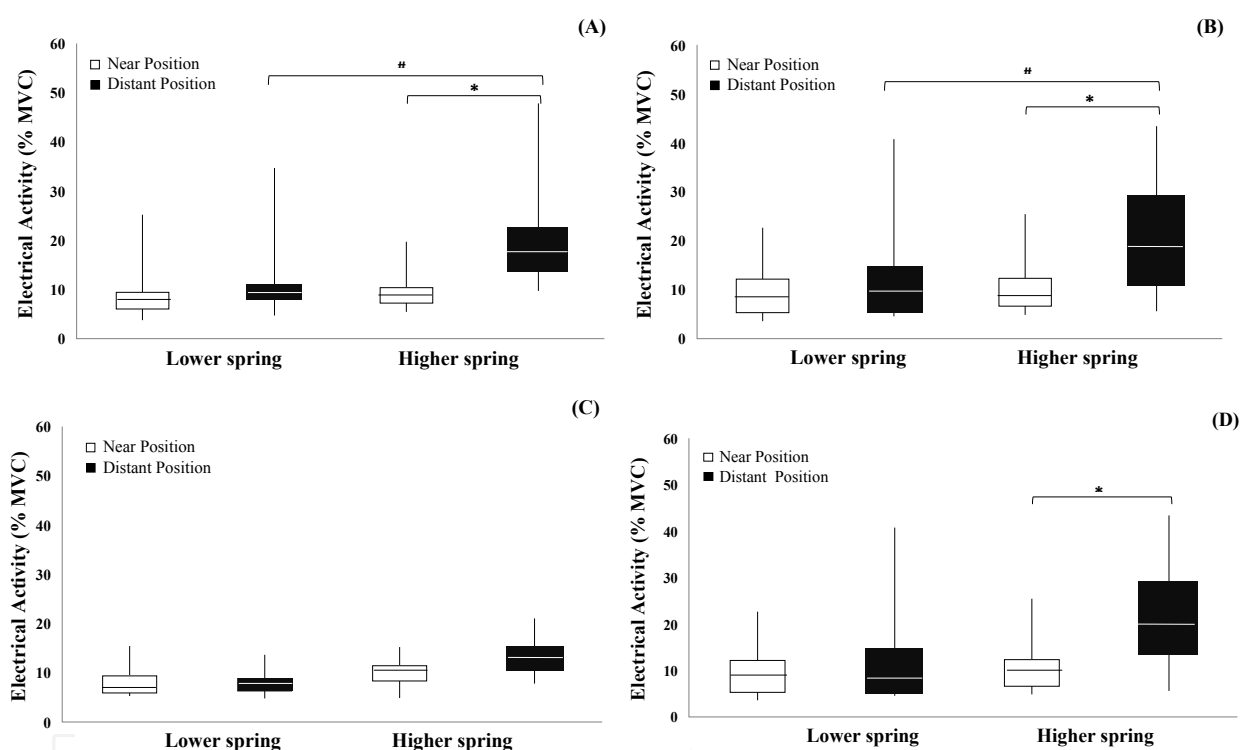 (A)
60
50
40
30
20
10
0
Electrical Activity (% MVC)
Near Position
Distant Position
#
*
Lower spring
Higher spring
(B)
60
50
40
30
20
10
0
Electrical Activity (% MVC)
Near Position
Distant Position
#
*
Lower spring
Higher spring
(C)
60
50
40
30
20
10
0
Electrical Activity (% MVC)
Near Position
Distant Position
Lower spring
Higher spring
(D)
60
50
40
30
20
10
0
Electrical Activity (% MVC)
Near Position
Distant Position
*
Lower spring
Higher spring